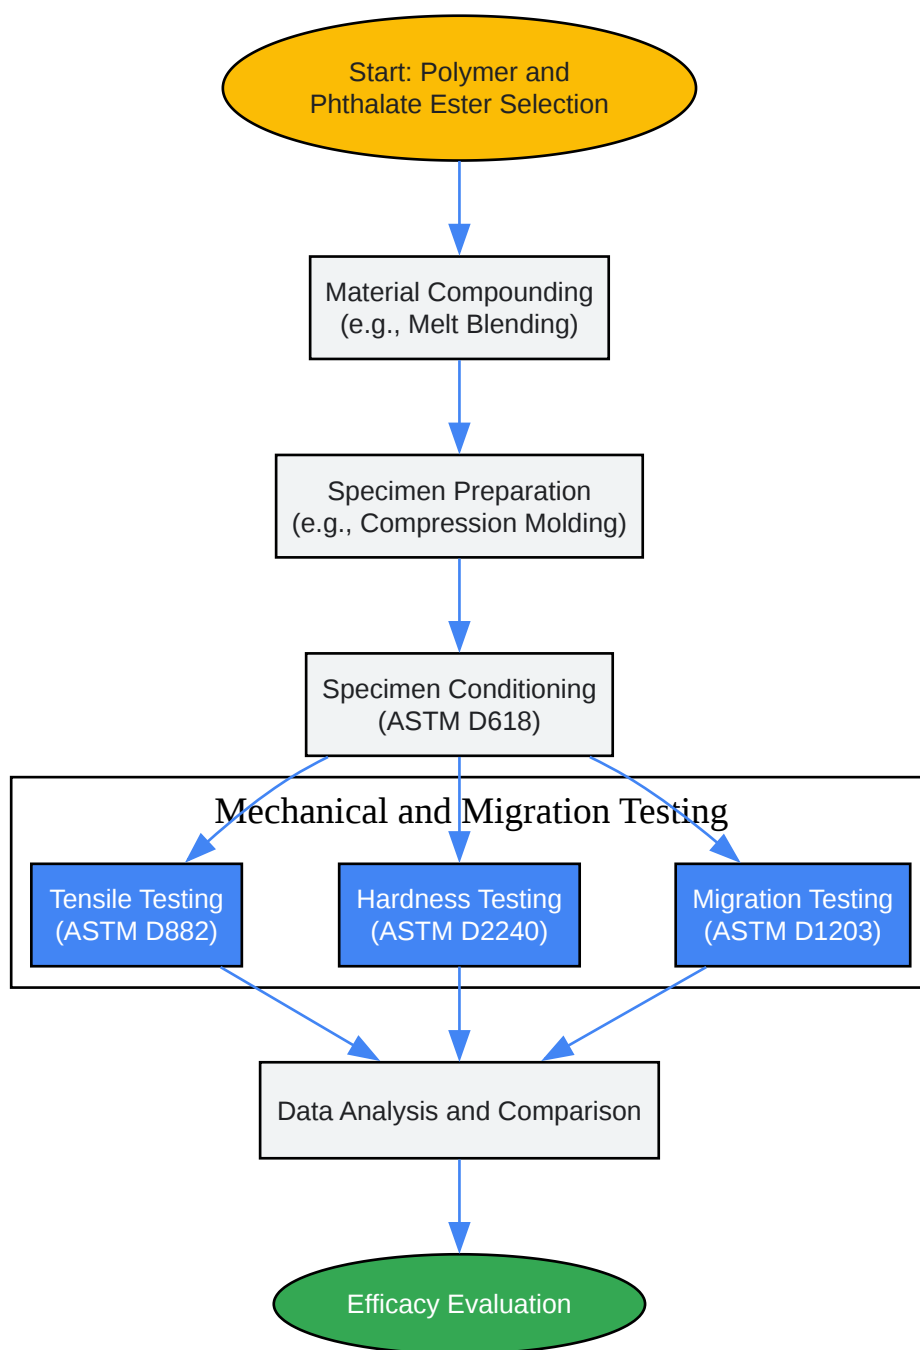 Start: Polymer and
Phthalate Ester Selection
Material Compounding
(e.g., Melt Blending)
Specimen Preparation
(e.g., Compression Molding)
Specimen Conditioning
(ASTM D618)
Mechanical and Migration Testing
Tensile Testing
(ASTM D882)
Hardness Testing
(ASTM D2240)
Migration Testing
(ASTM D1203)
Data Analysis and Comparison
Efficacy Evaluation